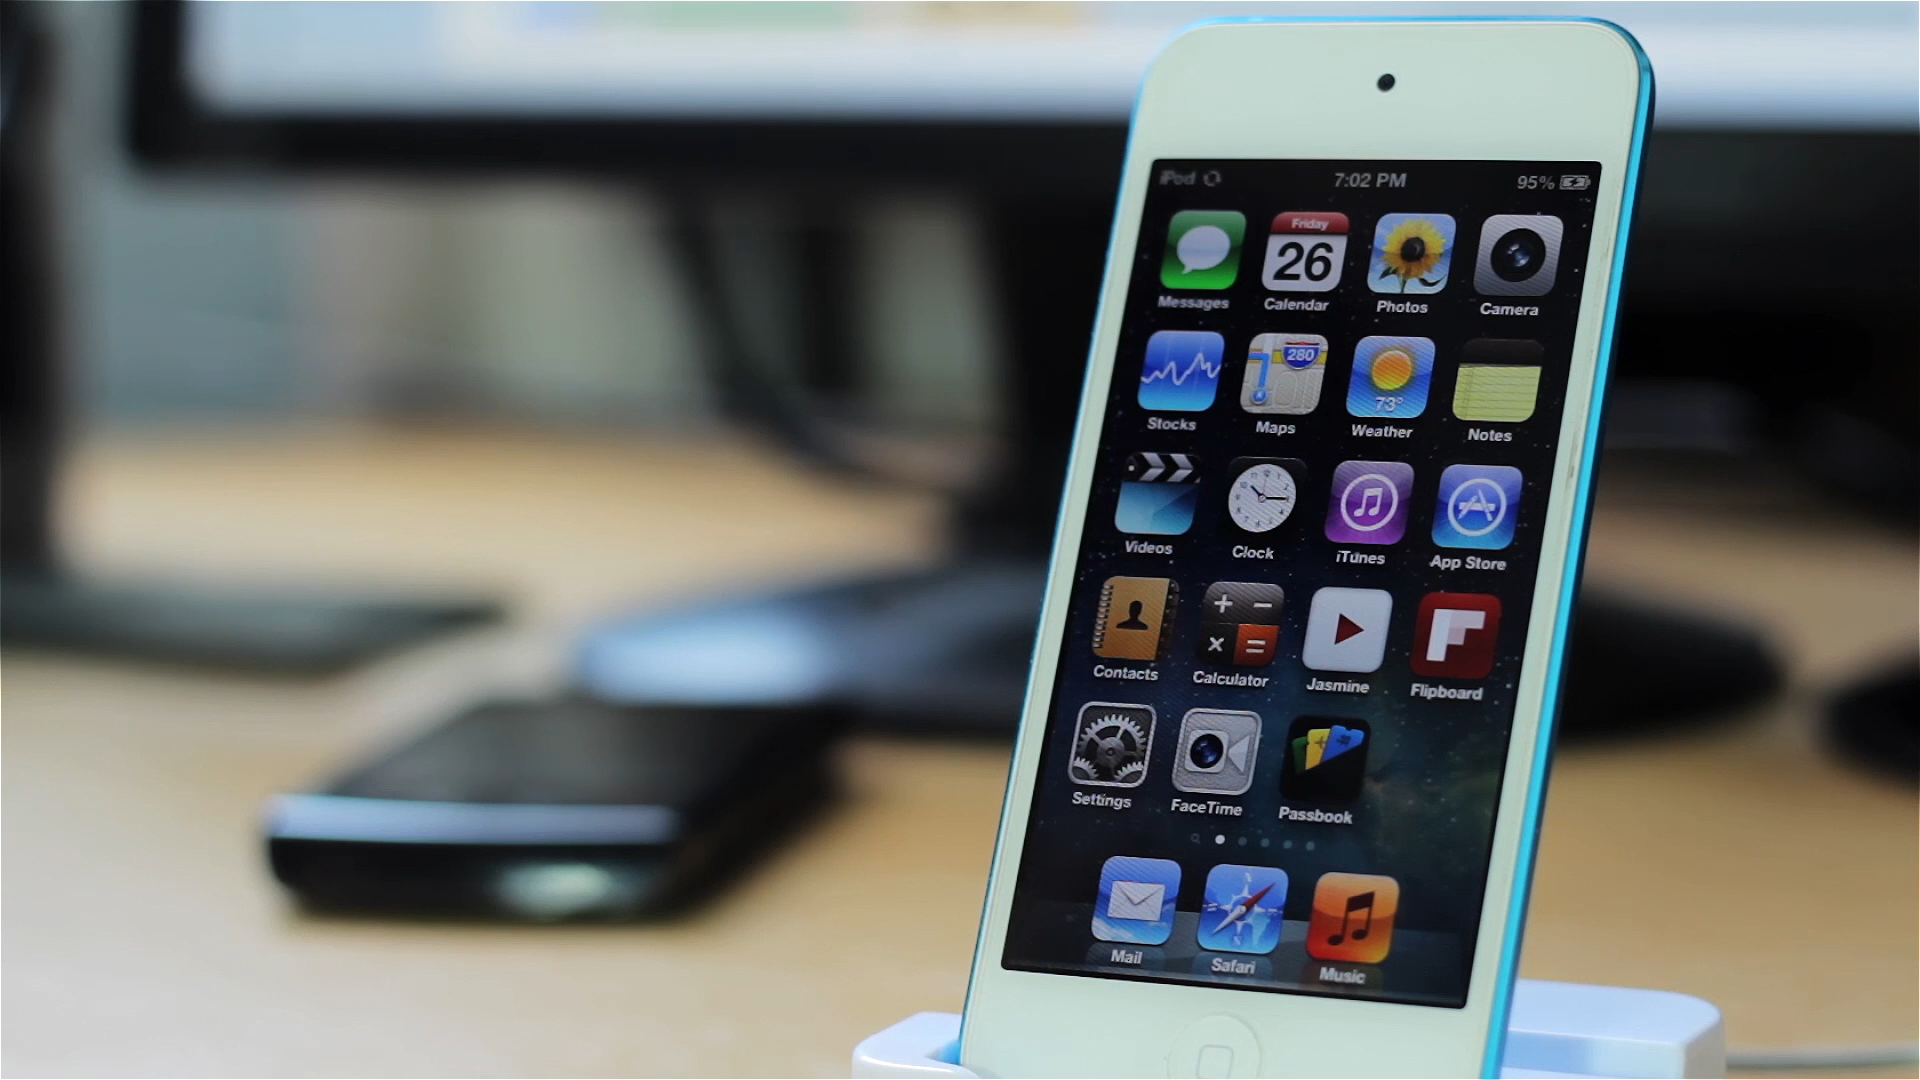 iPod 7:02 PM 95%
Friday
26
Messages Calendar Photos Camera
280
73°
Stocks Maps Weather Notes
Videos Clock iTunes App Store
Contacts Calculator Jasmine Flipboard
Settings FaceTime Passbook
Mail Safari Music